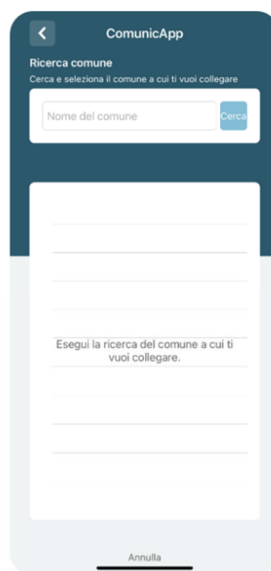 ComunicApp
Ricerca comune
Cerca e seleziona il comune a cui ti vuoi collegare
Nome del comune
Cerca
Esegui la ricerca del comune a cui ti
vuoi collegare.
Annulla